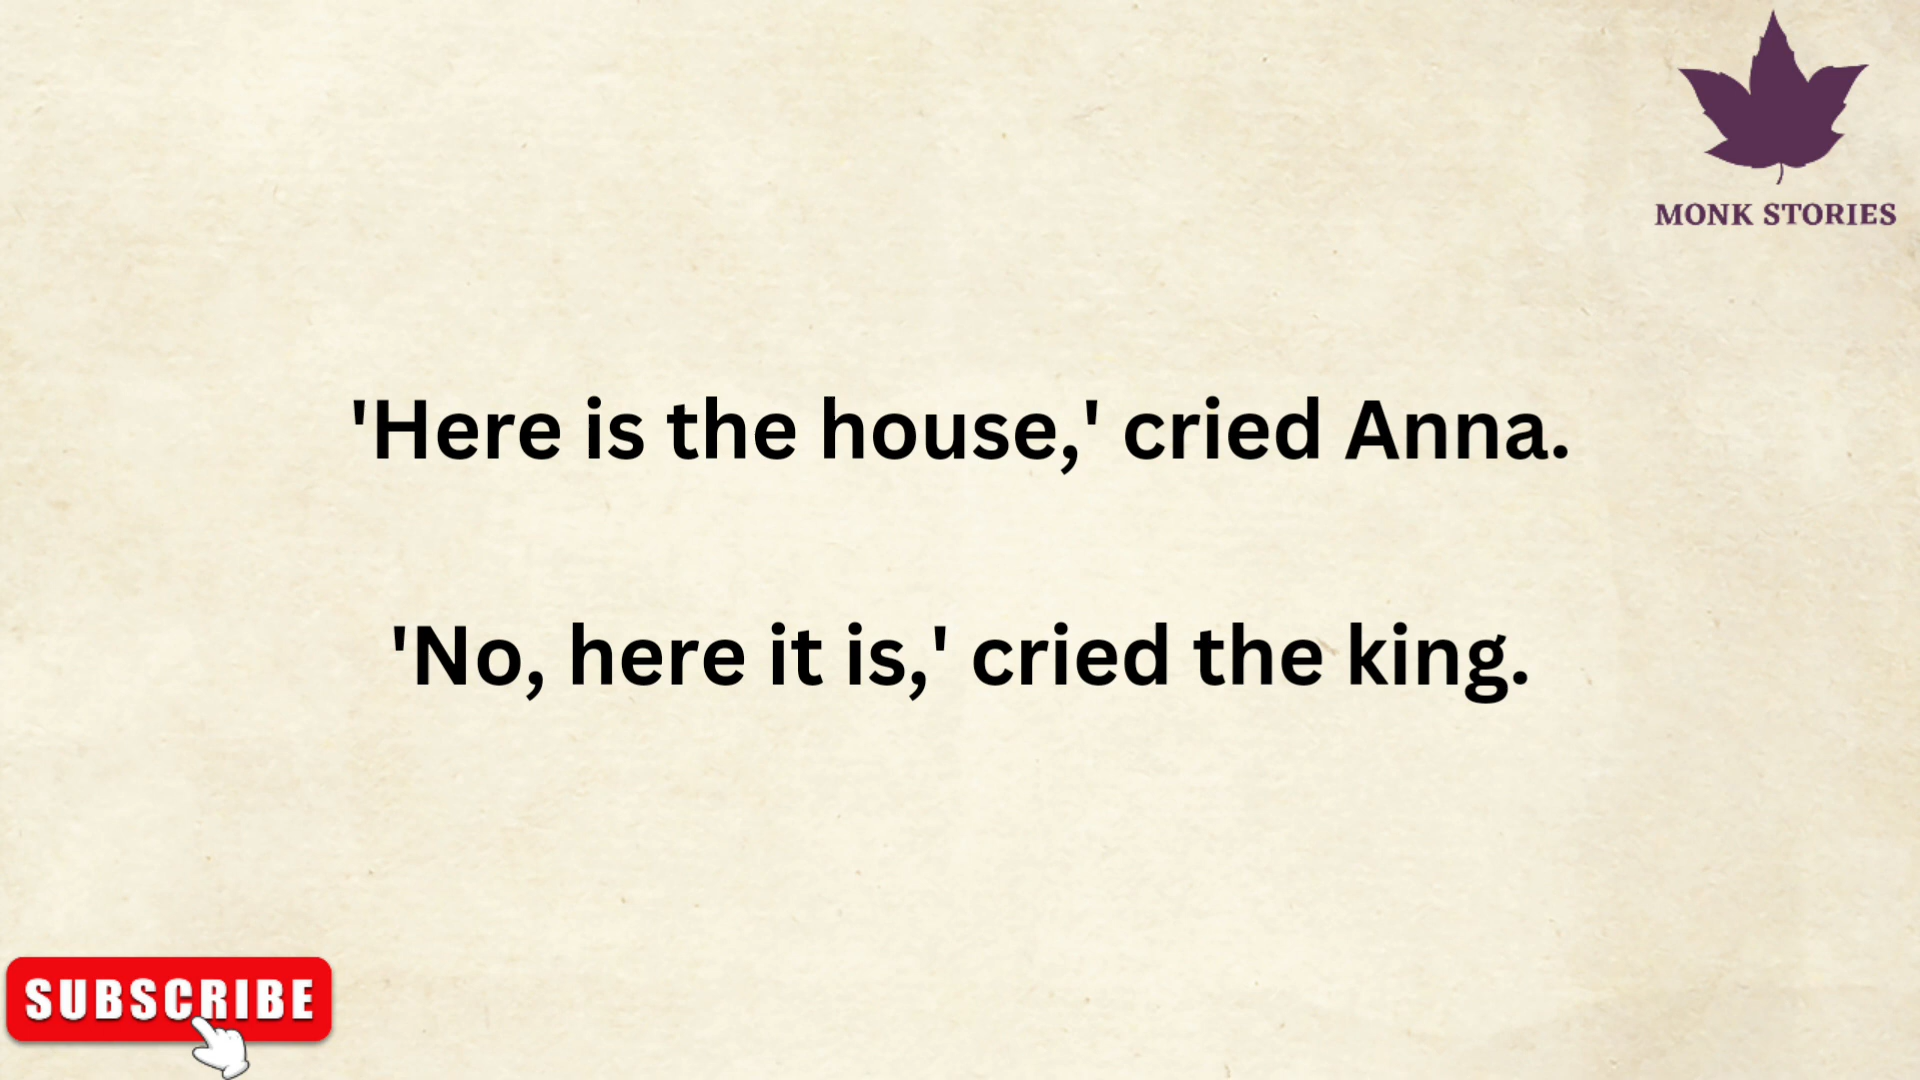 MONK STORIES
'Here is the house,' cried Anna.
'No, here it is,' cried the king.
SUBSCRIBE